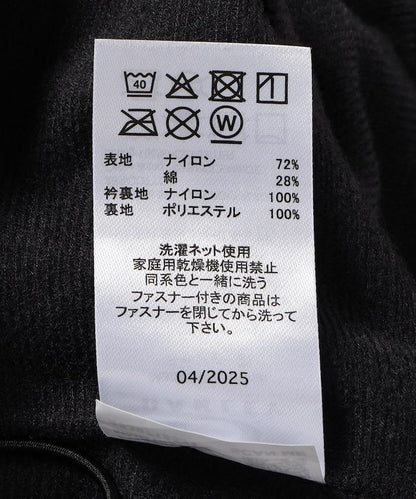 40
W
表地 ナイロン 72%
綿 28%
衿裏地 ナイロン 100%
裏地 ポリエステル 100%
洗濯ネット使用
家庭用乾燥機使用禁止
同系色と一緒に洗う
ファスナー付きの商品は
ファスナーを閉じてから洗って
下さい。
04/2025